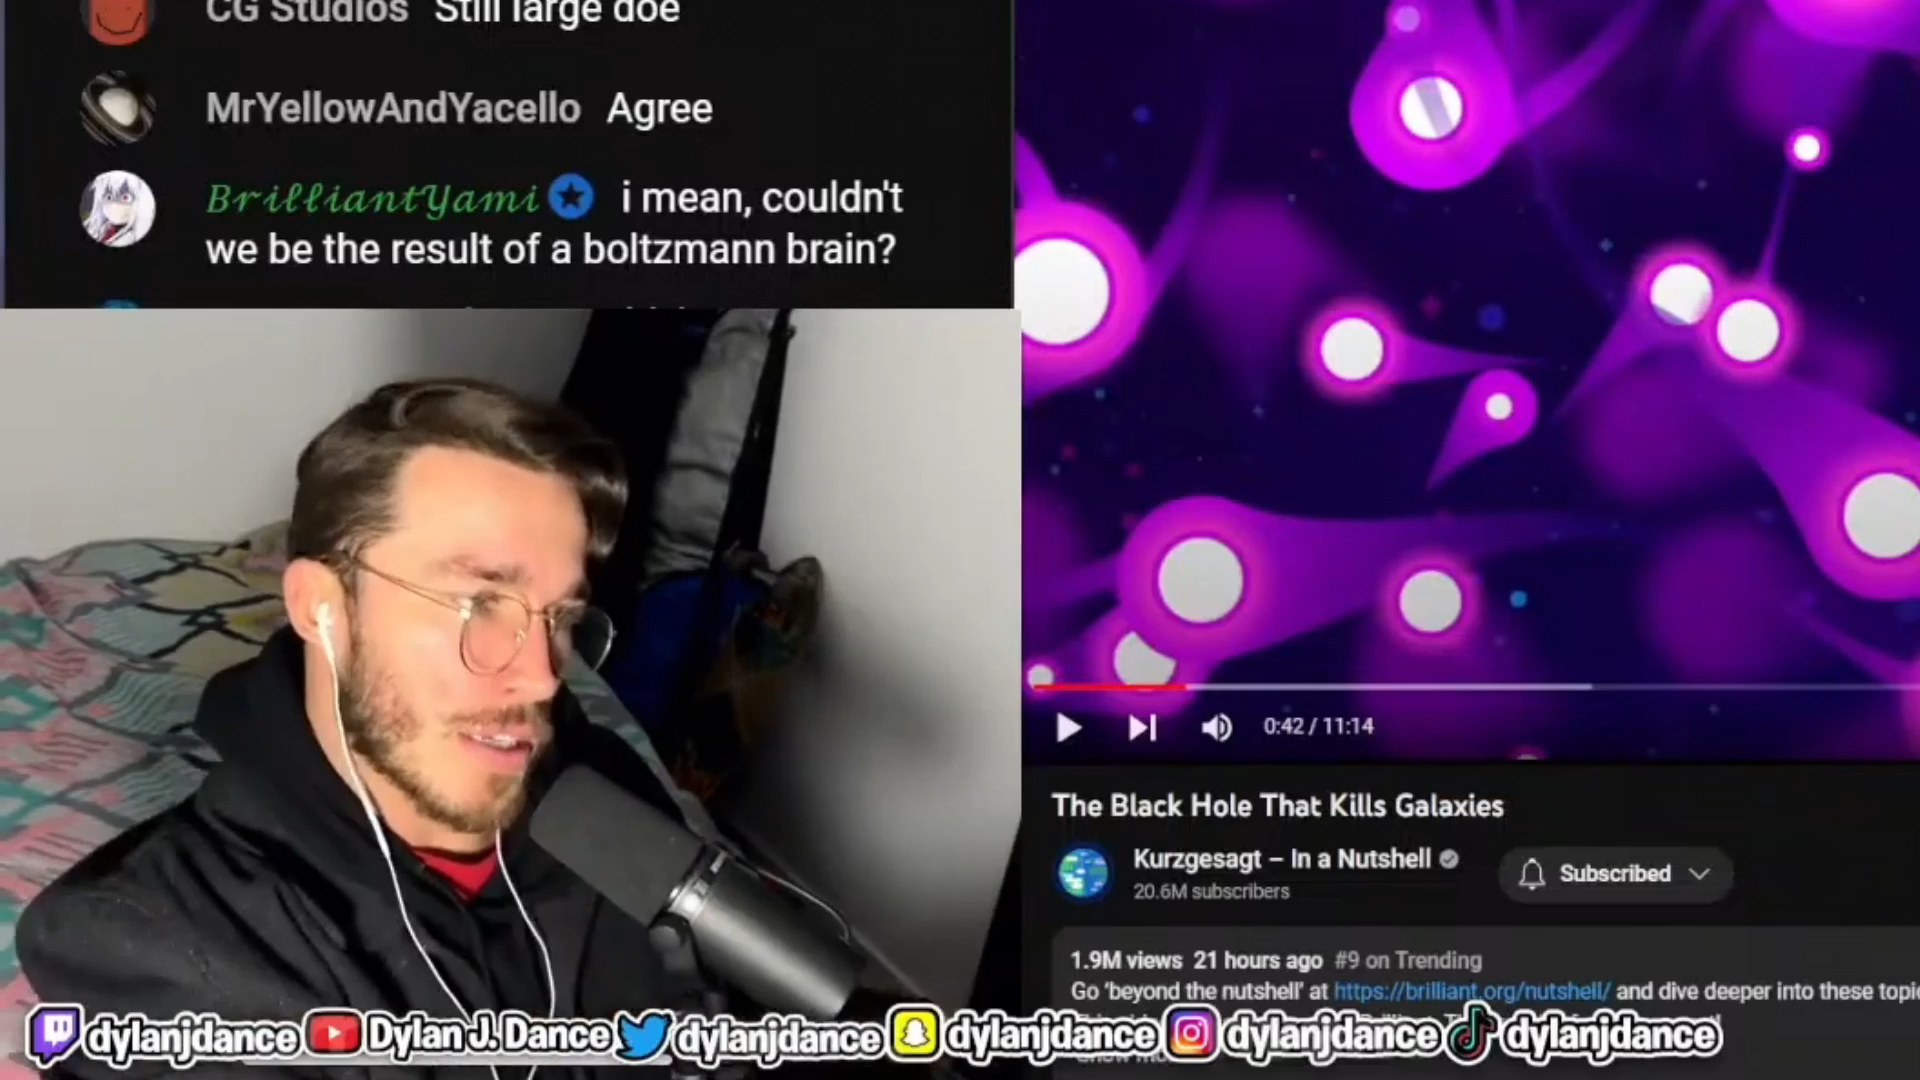 CG Studios Still large doe
MrYellowAndYacello Agree
BrilliantYami i mean, couldn't
we be the result of a boltzmann brain?
0:42 / 11:14
The Black Hole That Kills Galaxies
Kurzgesagt – In a Nutshell
20.6M subscribers
Subscribed
1.9M views 21 hours ago #9 on Trending
Go 'beyond the nutshell' at https://brilliant.org/nutshell/ and dive deeper into these topic
dylanjdance Dylan J. Dance dylanjdance dylanjdance dylanjdance dylanjdance